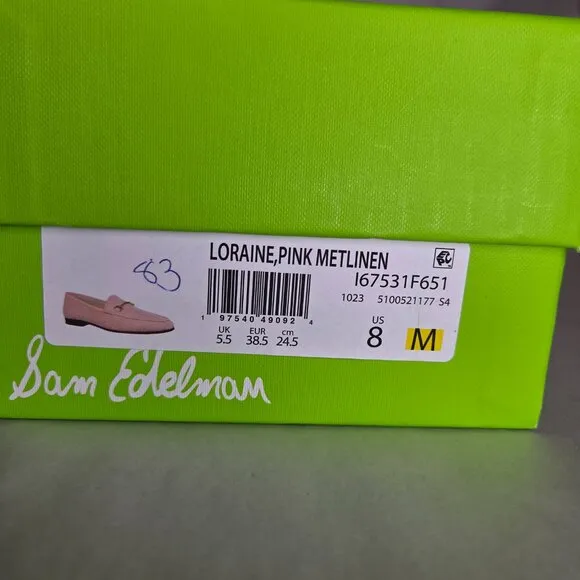 LORAINE,PINK METLINEN
83
I67531F651
1023 5100521177 S4
1 97540 49092 4
UK EUR cm
5.5 38.5 24.5
US
8 M
Sam Edelman